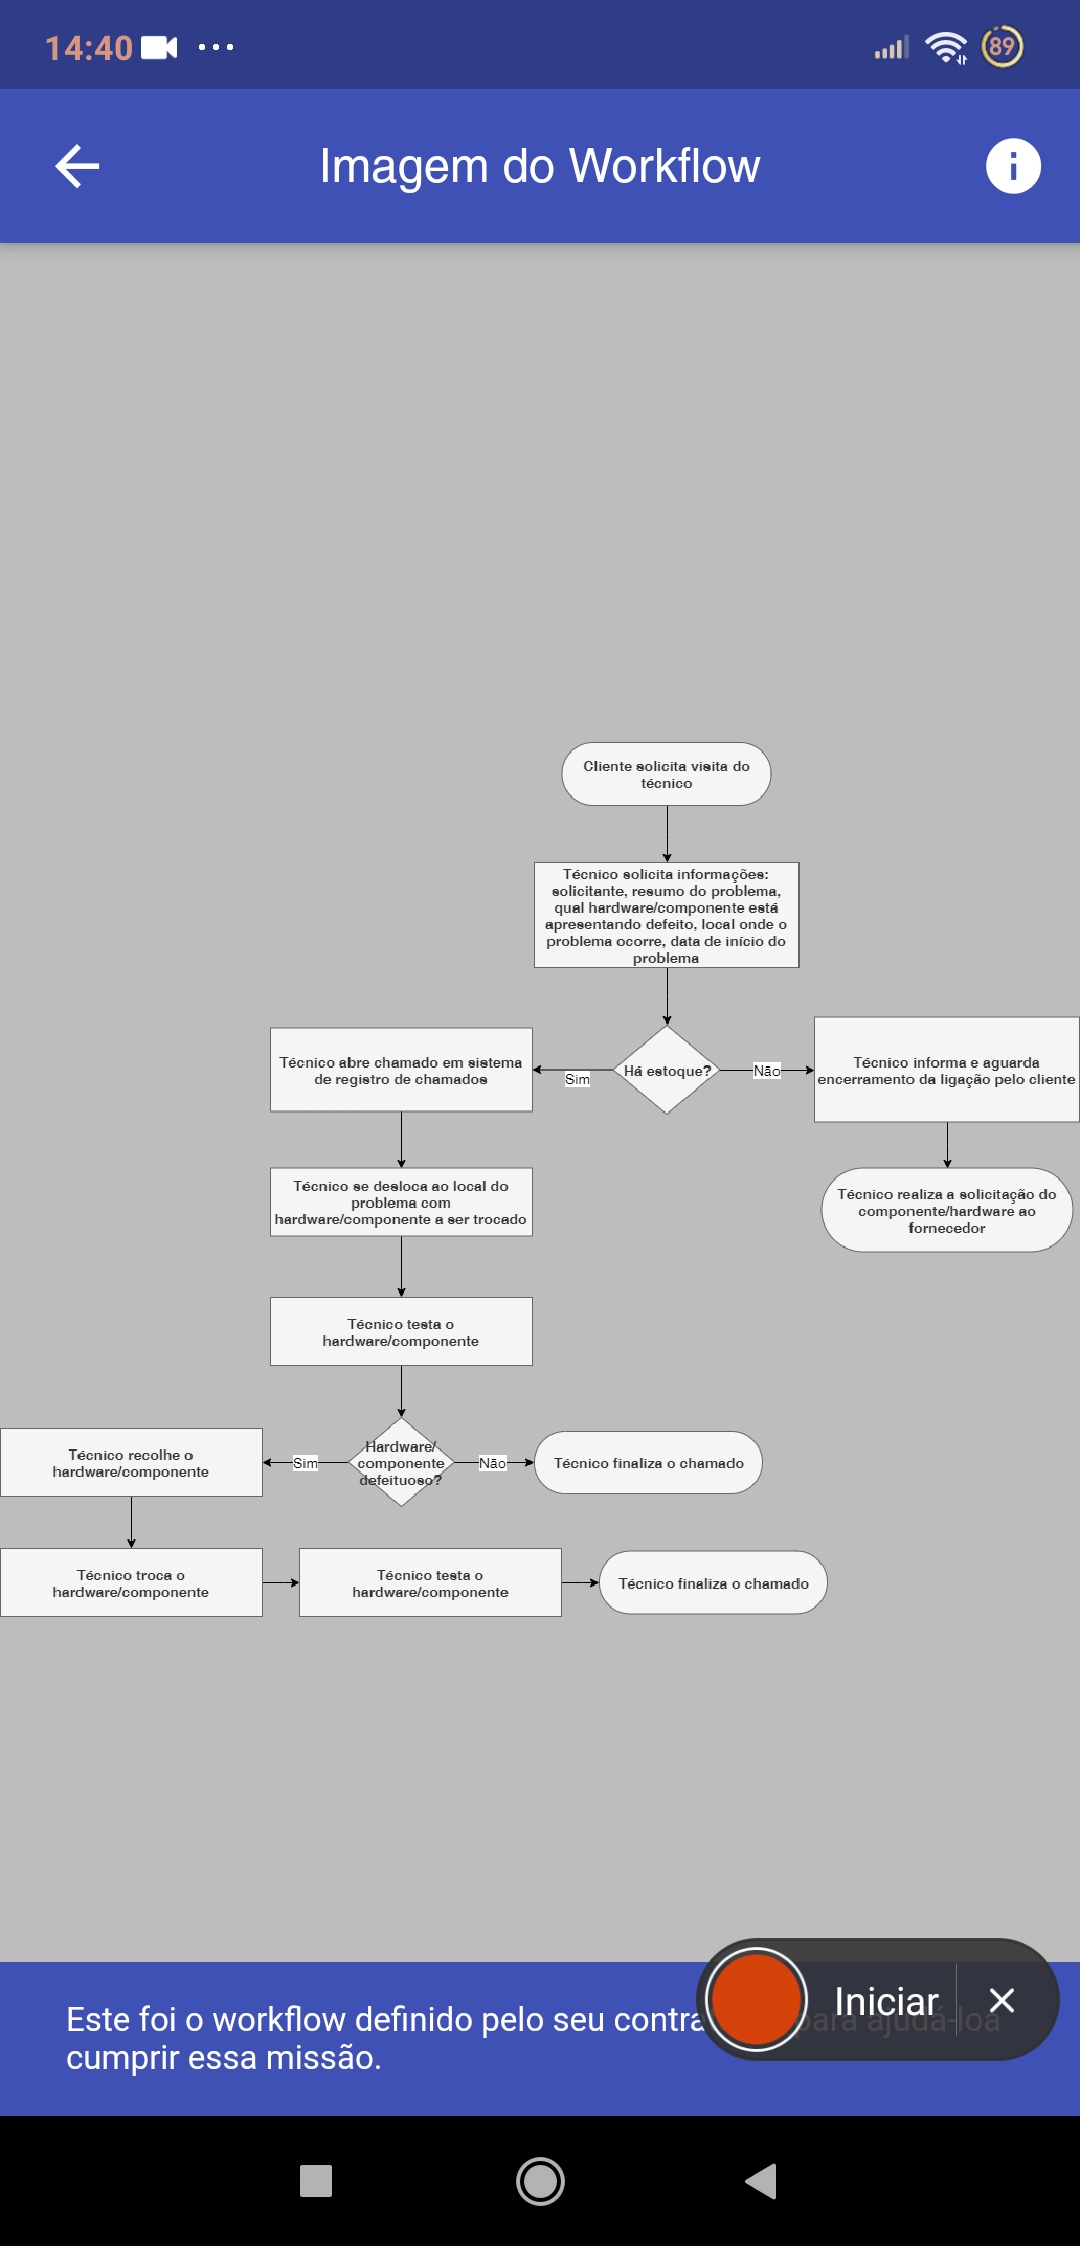 14:40
89
Imagem do Workflow
Cliente solicita visita do
técnico
Técnico solicita informações:
solicitante, resumo do problema,
qual hardware/componente está
apresentando defeito, local onde o
problema ocorre, data de início do
problema
Técnico abre chamado em sistema
de registro de chamados
Sim
Há estoque?
Não
Técnico informa e aguarda
encerramento da ligação pelo cliente
Técnico se desloca ao local do
problema com
hardware/componente a ser trocado
Técnico realiza a solicitação do
componente/hardware ao
fornecedor
Técnico testa o
hardware/componente
Técnico recolhe o
hardware/componente
Sim
Hardware/
componente
defeituoso?
Não
Técnico finaliza o chamado
Técnico troca o
hardware/componente
Técnico testa o
hardware/componente
Técnico finaliza o chamado
Este foi o workflow definido pelo seu contra para ajudá-loa
cumprir essa missão.
Iniciar